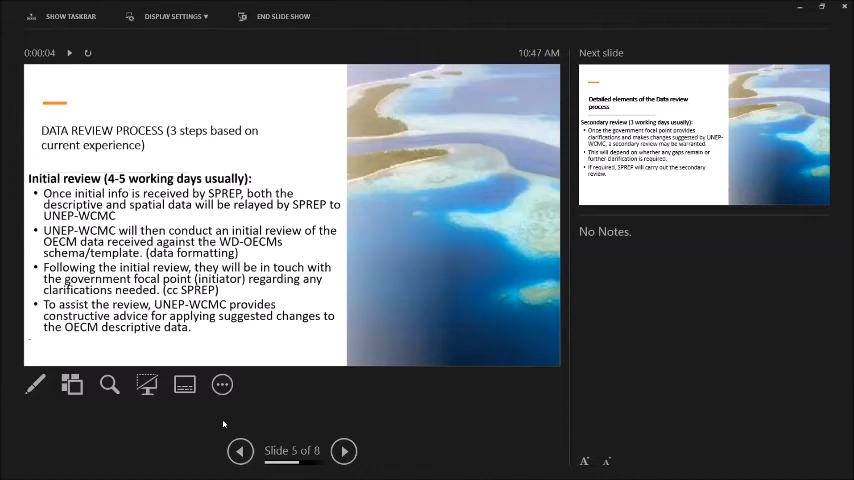 SHOW TASKBAR
DISPLAY SETTINGS ▾
END SLIDE SHOW
0:00:04
10:47 AM
DATA REVIEW PROCESS (3 steps based on
current experience)
Initial review (4-5 working days usually):
• Once initial info is received by SPREP, both the
descriptive and spatial data will be relayed by SPREP to
UNEP-WCMC
• UNEP-WCMC will then conduct an initial review of the
OECM data received against the WD-OECMs
schema/template. (data formatting)
• Following the initial review, they will be in touch with
the government focal point (initiator) regarding any
clarifications needed. (cc SPREP)
• To assist the review, UNEP-WCMC provides
constructive advice for applying suggested changes to
the OECM descriptive data.
-
Slide 5 of 8
Next slide
Detailed elements of the Data review
process
Secondary review (3 working days usually):
• Once the government focal point provides
clarifications and makes changes suggested by UNEP-
WCMC, a secondary review may be warranted.
• This will depend on whether any gaps remain or
further clarification is required.
• If required, SPREP will carry out the secondary
review.
No Notes.
A A